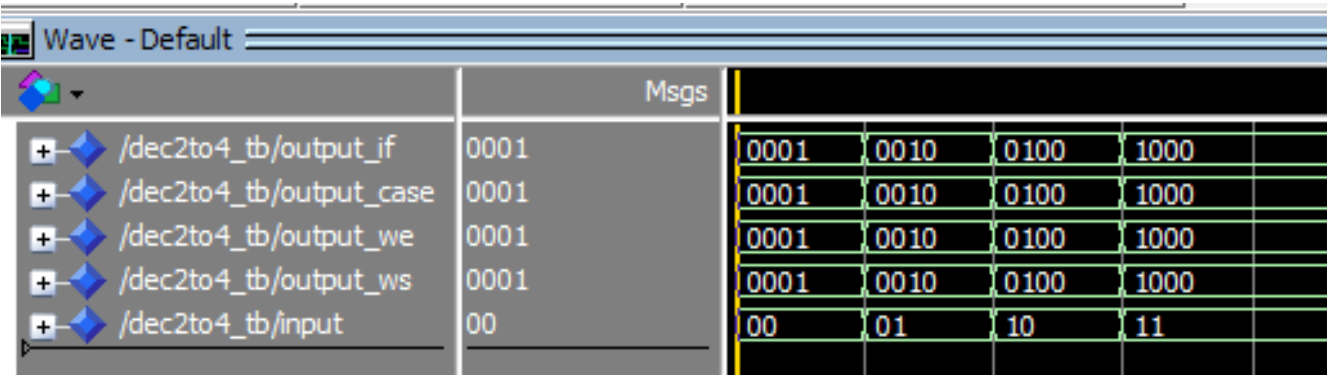 Wave - Default
Msgs
/dec2to4_tb/output_if 0001 0001 0010 0100 1000
/dec2to4_tb/output_case 0001 0001 0010 0100 1000
/dec2to4_tb/output_we 0001 0001 0010 0100 1000
/dec2to4_tb/output_ws 0001 0001 0010 0100 1000
/dec2to4_tb/input 00 00 01 10 11